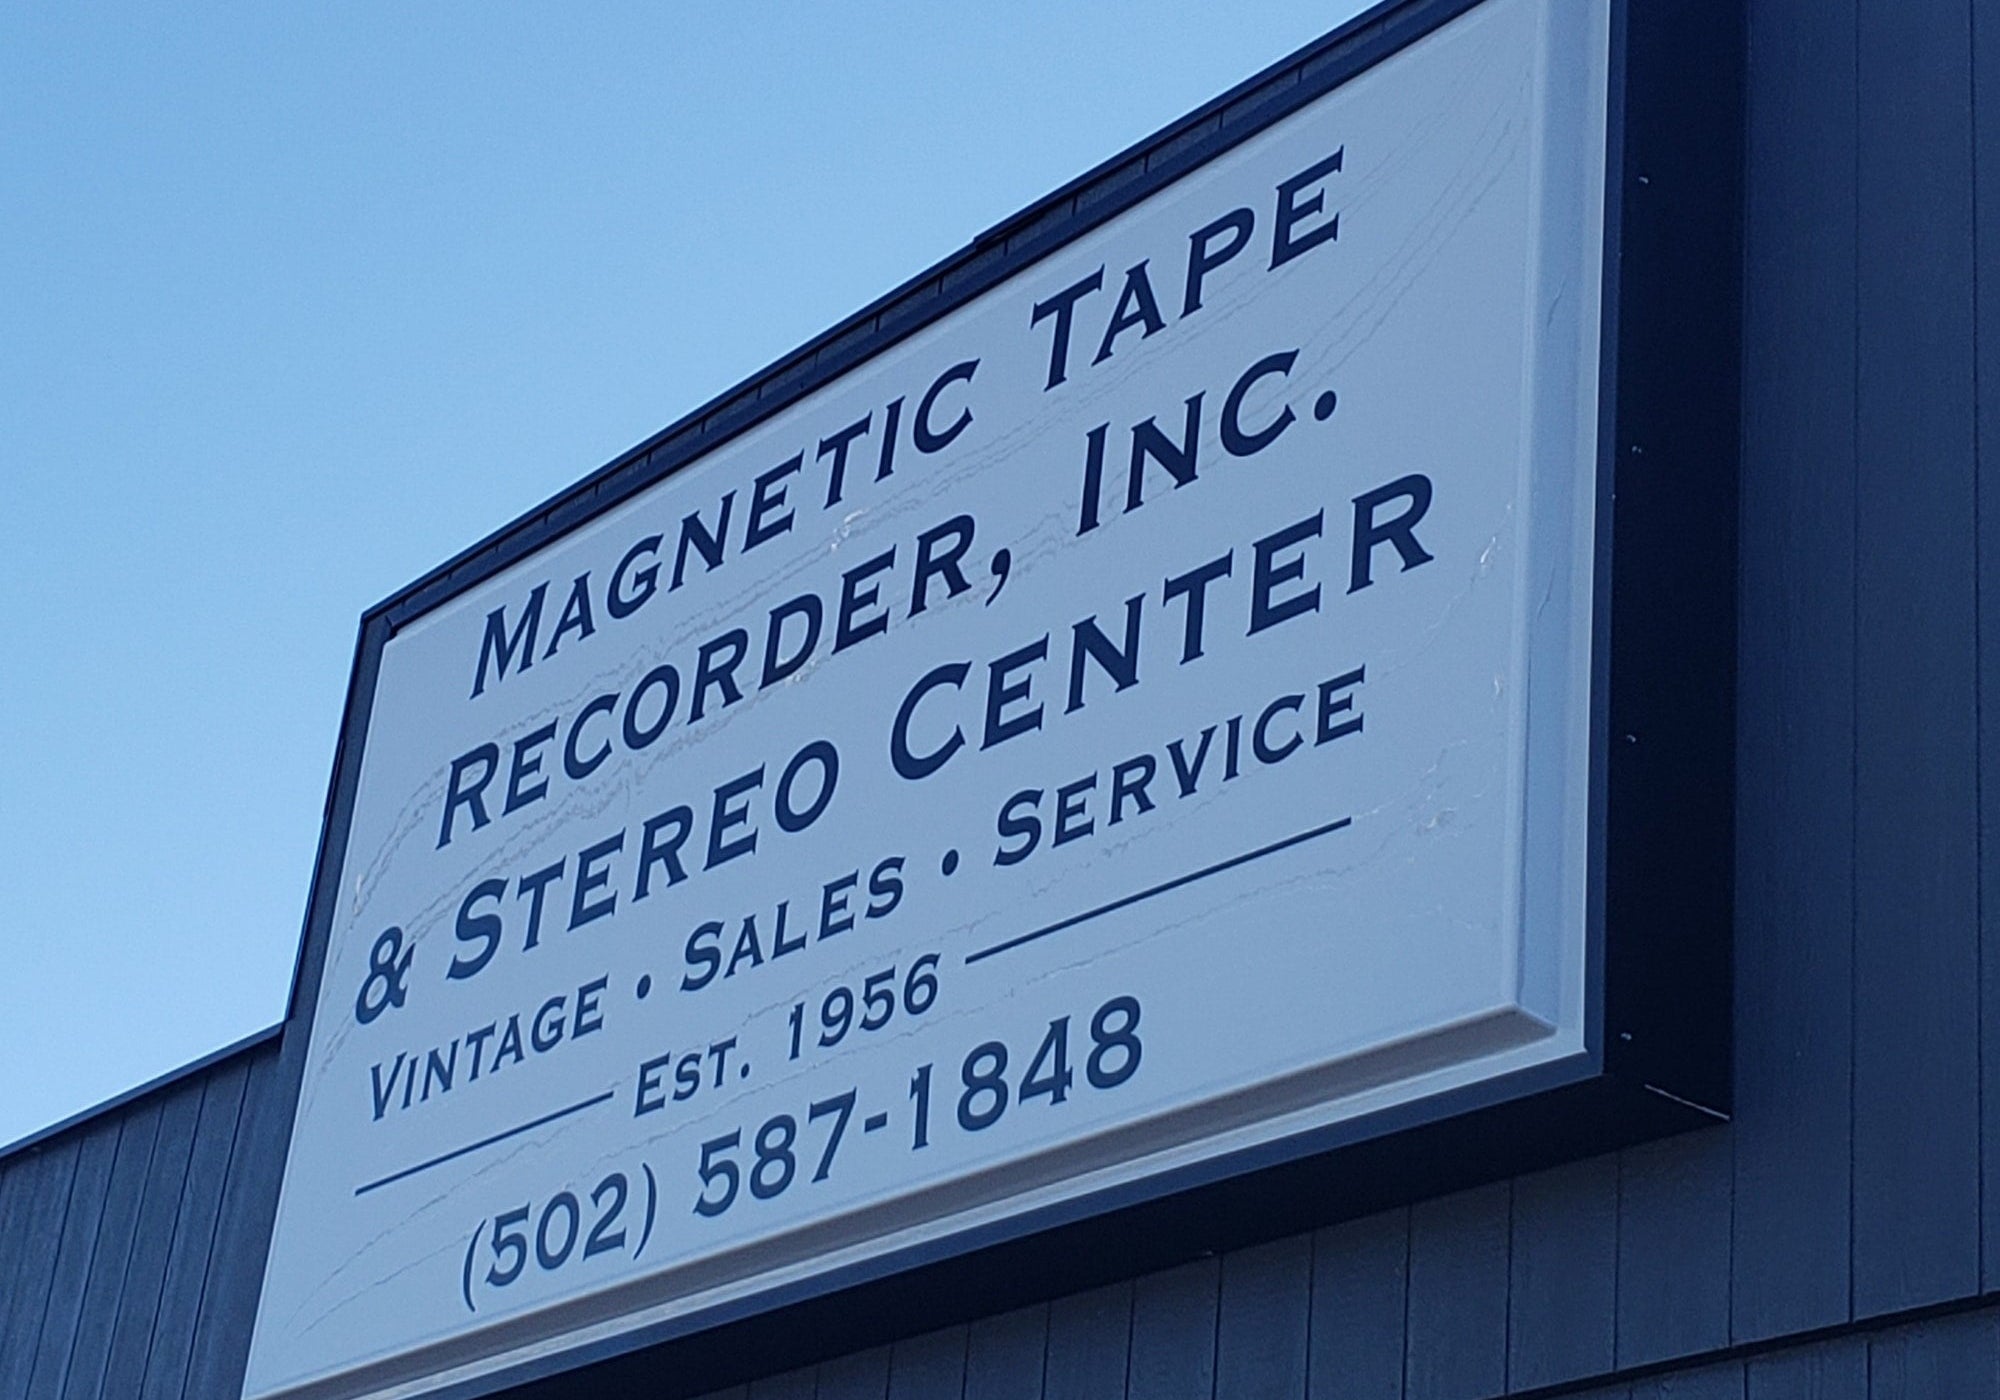 MAGNETIC TAPE
RECORDER, INC.
& STEREO CENTER
VINTAGE • SALES • SERVICE
EST. 1956
(502) 587-1848